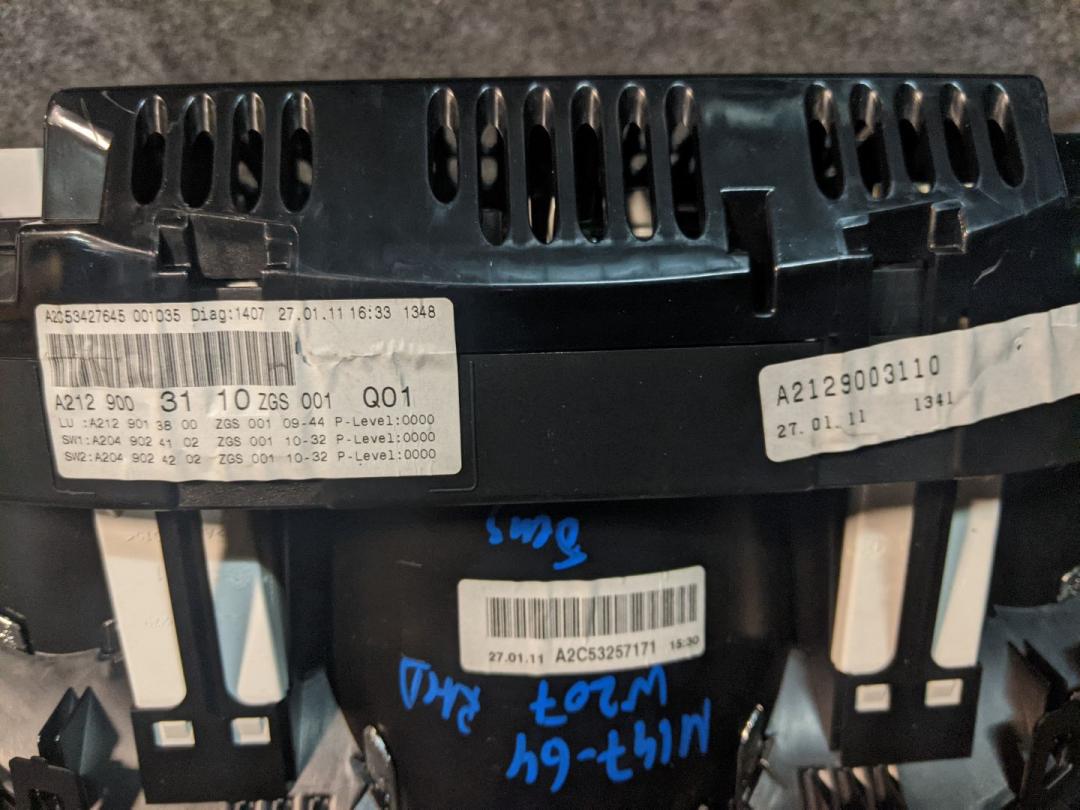 A2C53427645 001035 Diag:1407 27.01.11 16:33 1348
A212 900 31 10 ZGS 001 Q01
LU :A212 901 38 00 ZGS 001 09-44 P-Level:0000
SW1:A204 902 41 02 ZGS 001 10-32 P-Level:0000
SW2:A204 902 42 02 ZGS 001 10-32 P-Level:0000
A2129003110
27.01.11 1341
27.01.11 A2C53257171 15:30
W207 RHD